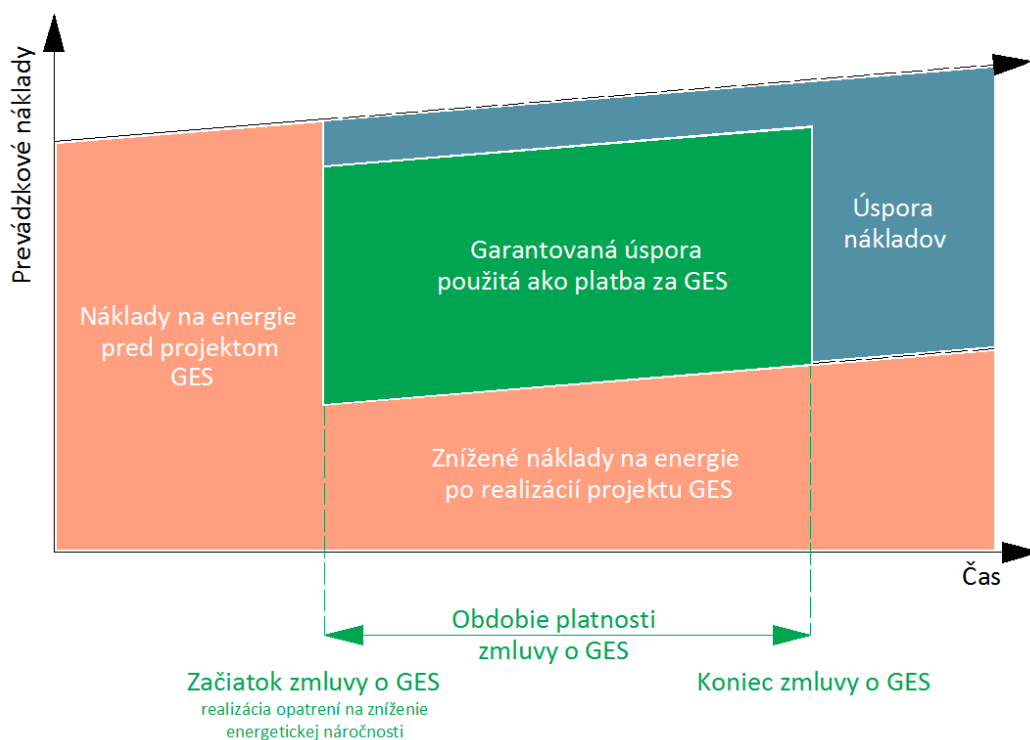 Prevádzkové náklady
Úspora
nákladov
Garantovaná úspora
použitá ako platba za GES
Náklady na energie
pred projektom
GES
Znížené náklady na energie
po realizácií projektu GES
Čas
Obdobie platnosti
zmluvy o GES
Začiatok zmluvy o GES
realizácia opatrení na zníženie
energetickej náročnosti
Koniec zmluvy o GES